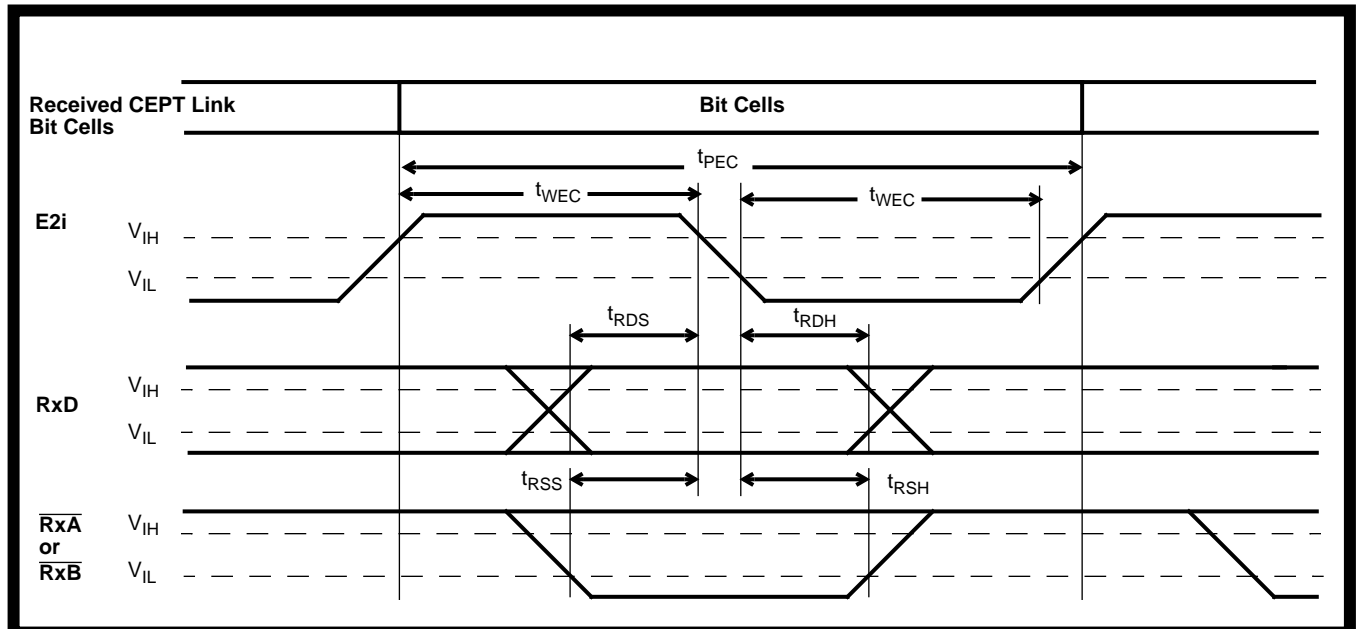 Received CEPT Link
Bit Cells
Bit Cells
tPEC
tWEC
tWEC
E2i
VIH
VIL
tRDS
tRDH
RxD
VIH
VIL
tRSS
tRSH
RxA
or
RxB
VIH
VIL